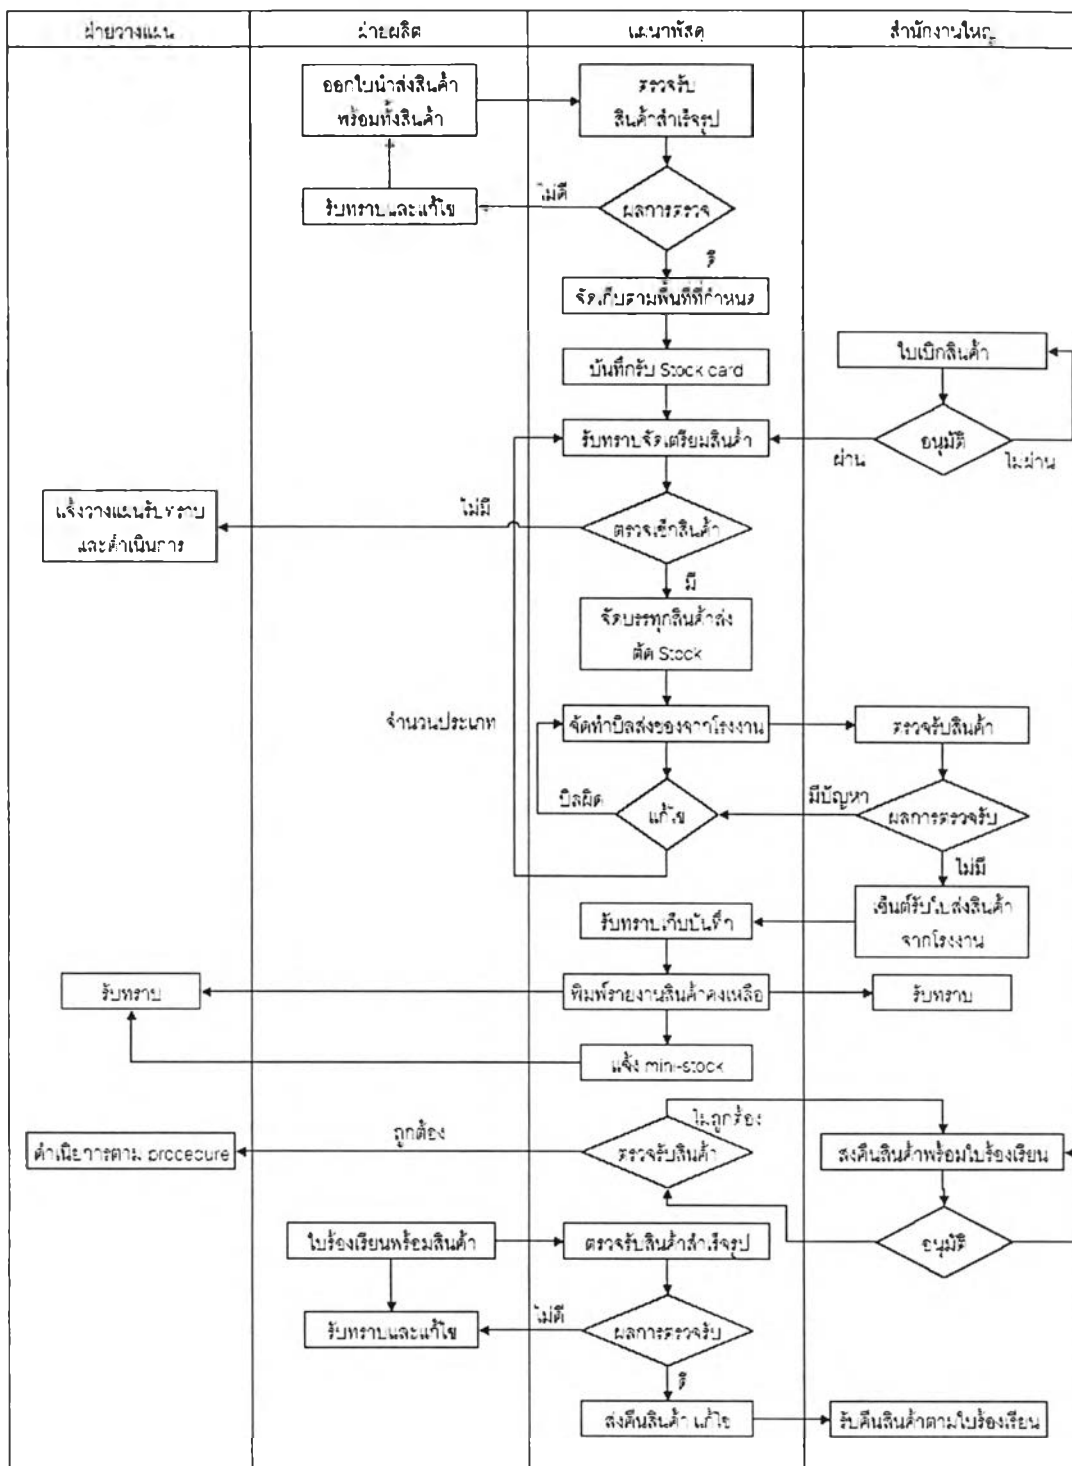 ฝ่ายวางแผน
ฝ่ายผลิต
แผนกพัสดุ
สำนักงานใหญ่
ออกใบนำส่งสินค้า
พร้อมทั้งสินค้า
ตรวจรับ
สินค้าสำเร็จรูป
ไม่ดี
รับทราบและแก้ไข
ผลการตรวจ
ดี
จัดเก็บตามพื้นที่ที่กำหนด
ใบเบิกสินค้า
บันทึกรับ Stock card
รับทราบจัดเตรียมสินค้า
อนุมัติ
ผ่าน
ไม่ผ่าน
ไม่มี
แจ้งวางแผนรับทราบ
และดำเนินการ
ตรวจเช็กสินค้า
มี
จัดบรรทุกสินค้าส่ง
ตัด Stock
จำนวนประเภท
จัดทำบิลส่งของจากโรงงาน
ตรวจรับสินค้า
บิลผิด
แก้ไข
มีปัญหา
ผลการตรวจรับ
ไม่มี
เซ็นต์รับใบส่งสินค้า
จากโรงงาน
รับทราบเก็บบันทึก
รับทราบ
พิมพ์รายงานสินค้าคงเหลือ
รับทราบ
แจ้ง mini-stock
ไม่ถูกต้อง
ถูกต้อง
ดำเนินการตาม procedure
ตรวจรับสินค้า
ส่งคืนสินค้าพร้อมใบร้องเรียน
ใบร้องเรียนพร้อมสินค้า
ตรวจรับสินค้าสำเร็จรูป
อนุมัติ
ไม่ดี
รับทราบและแก้ไข
ผลการตรวจรับ
ดี
ส่งคืนสินค้า แก้ไข
รับคืนสินค้าตามใบร้องเรียน